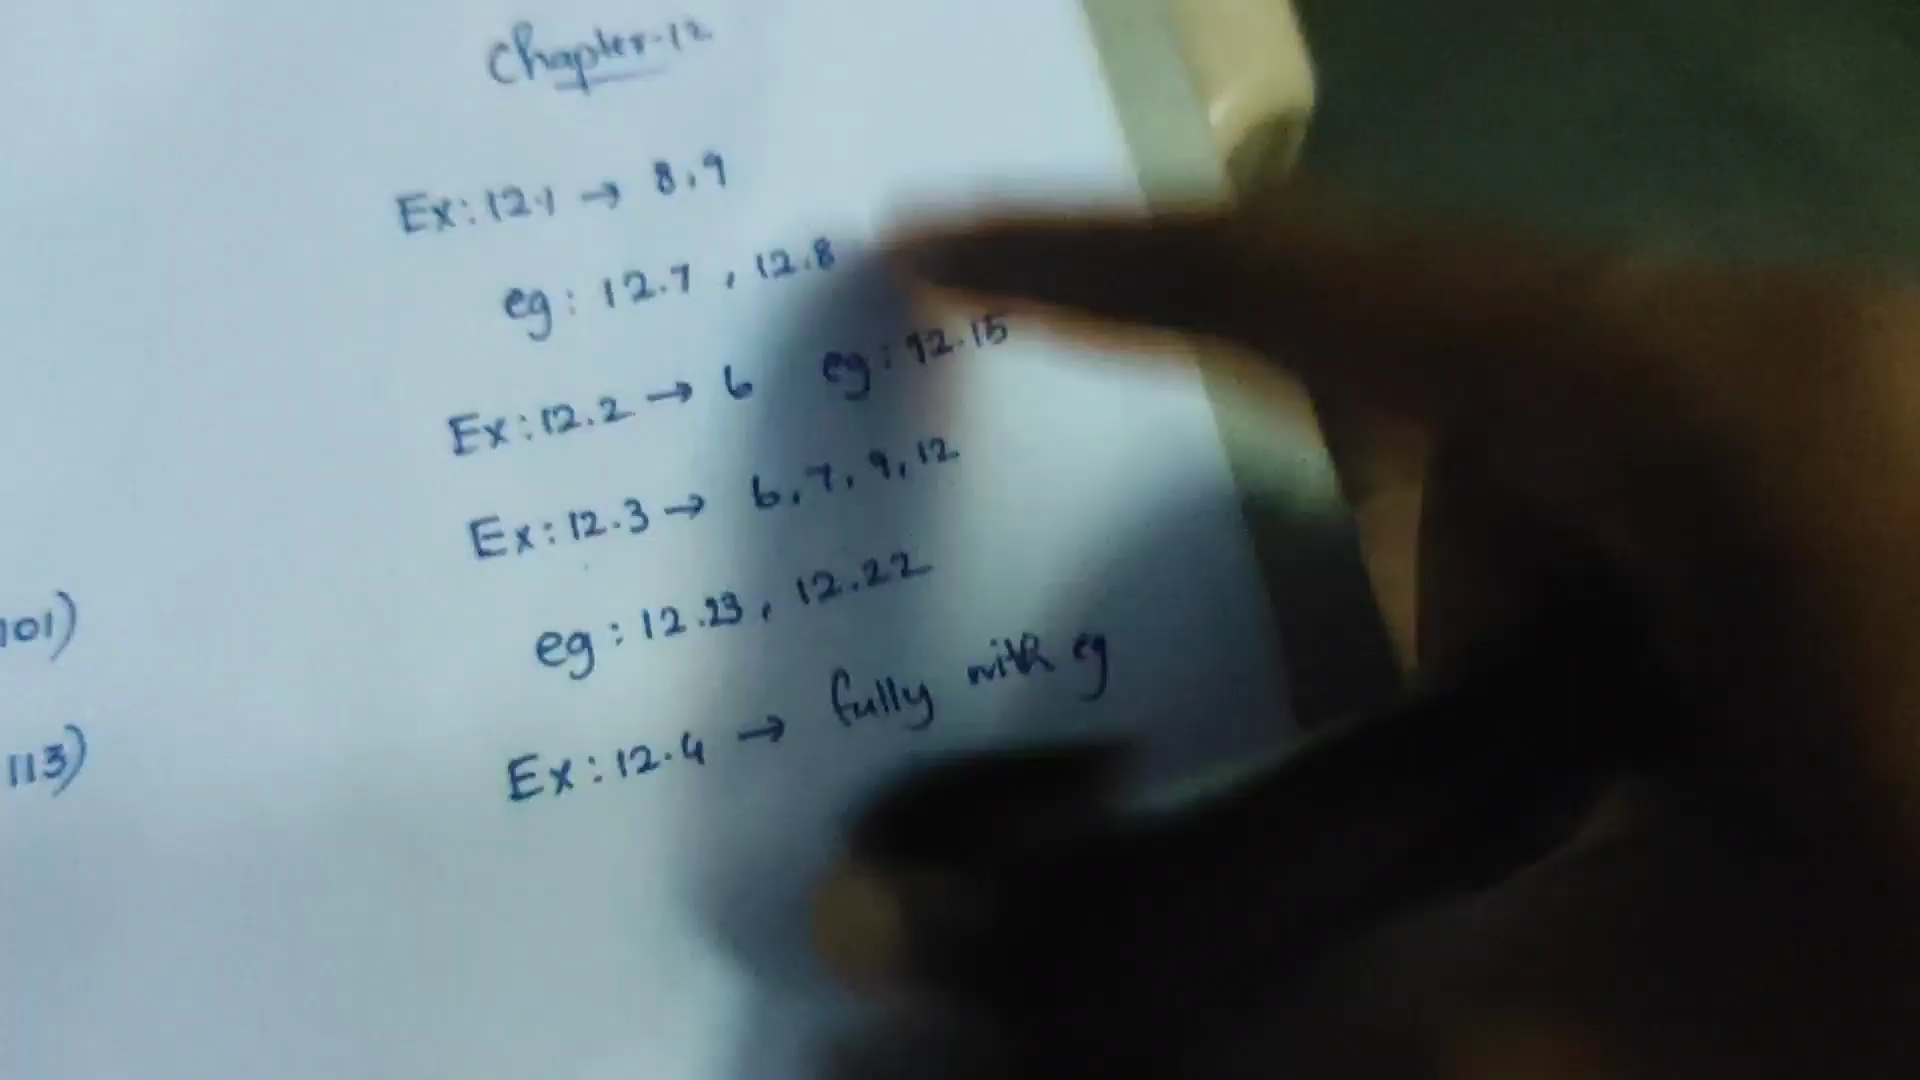 Chapter-12
Ex: 12.1 → 8, 9
eg: 12.7, 12.8
Ex: 12.2 → 6 eg: 12.15
Ex: 12.3 → 6, 7, 9, 12
eg: 12.23, 12.22
101)
Ex: 12.4 → fully with eg
113)